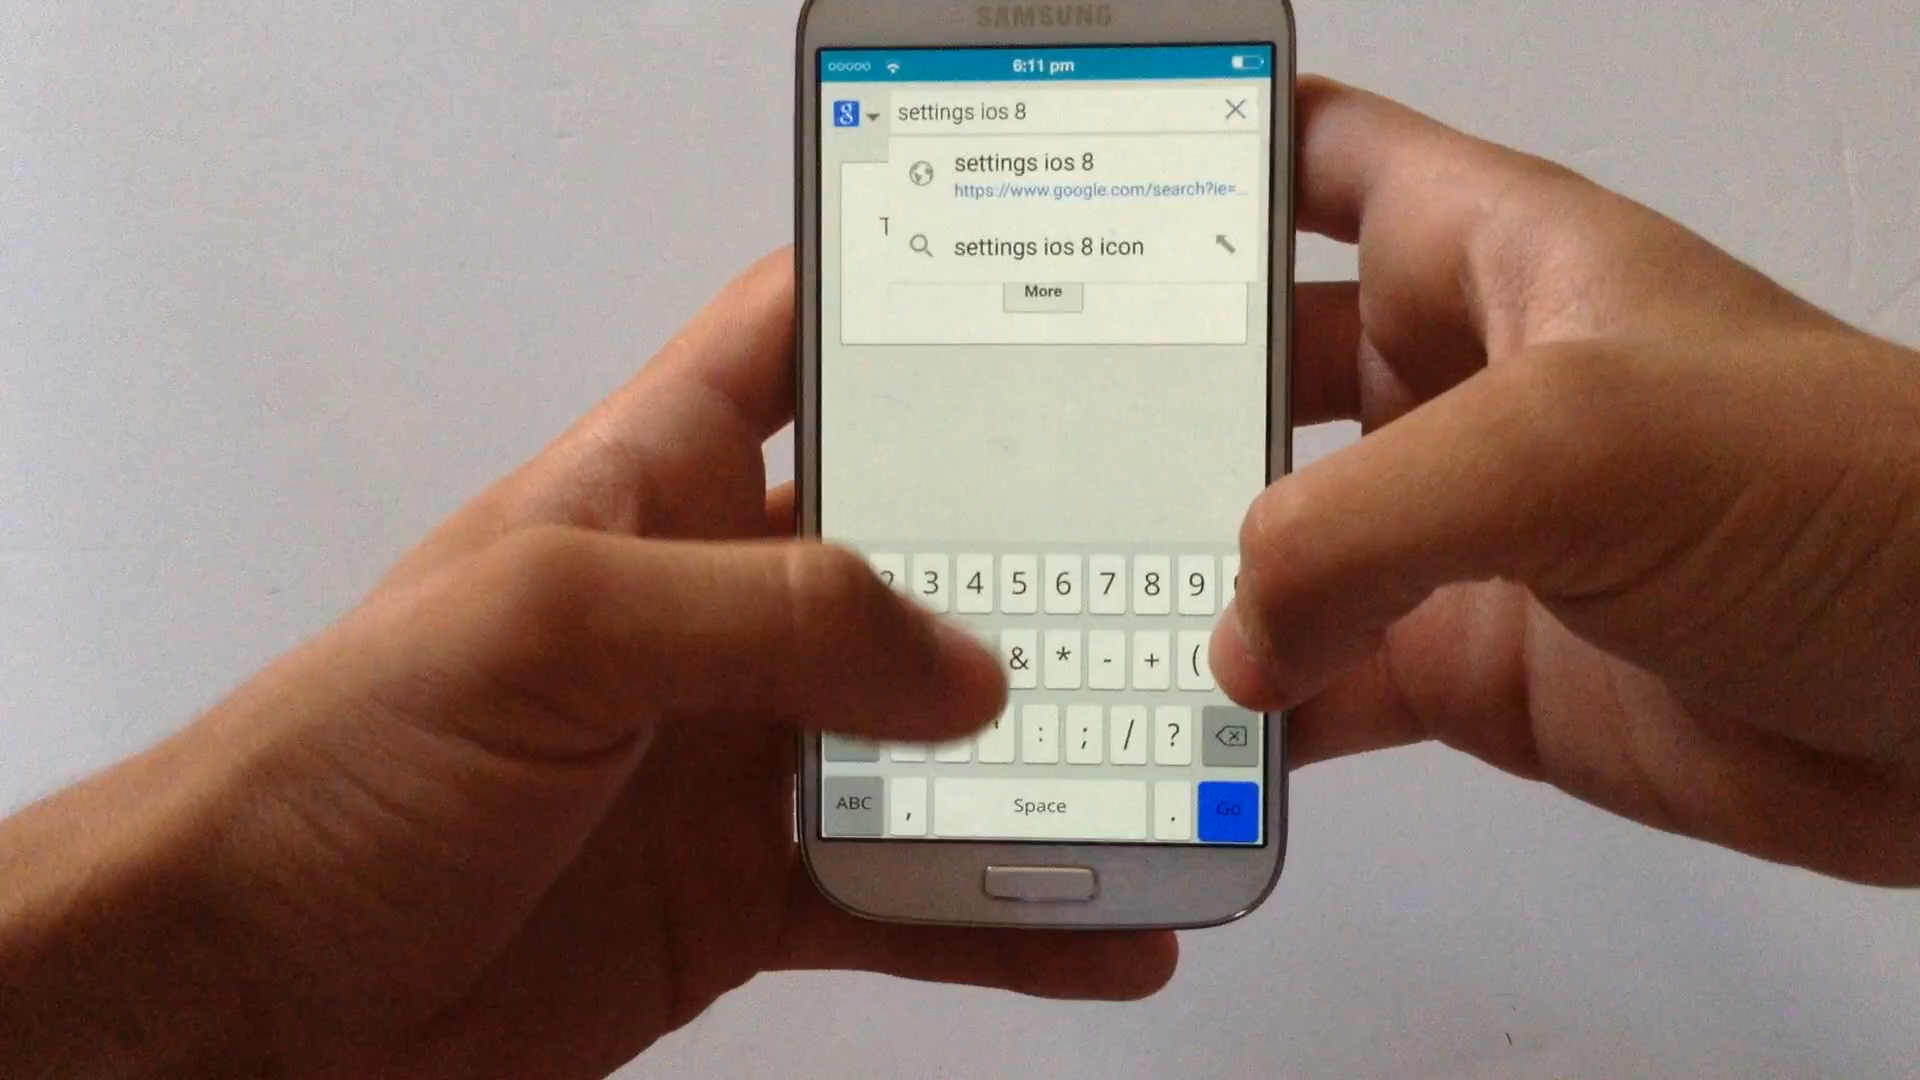 SAMSUNG
6:11 pm
g settings ios 8
settings ios 8
https://www.google.com/search?ie=...
T
settings ios 8 icon
More
2 3 4 5 6 7 8 9
& * - + (
' : ; / ?
ABC , Space . Go